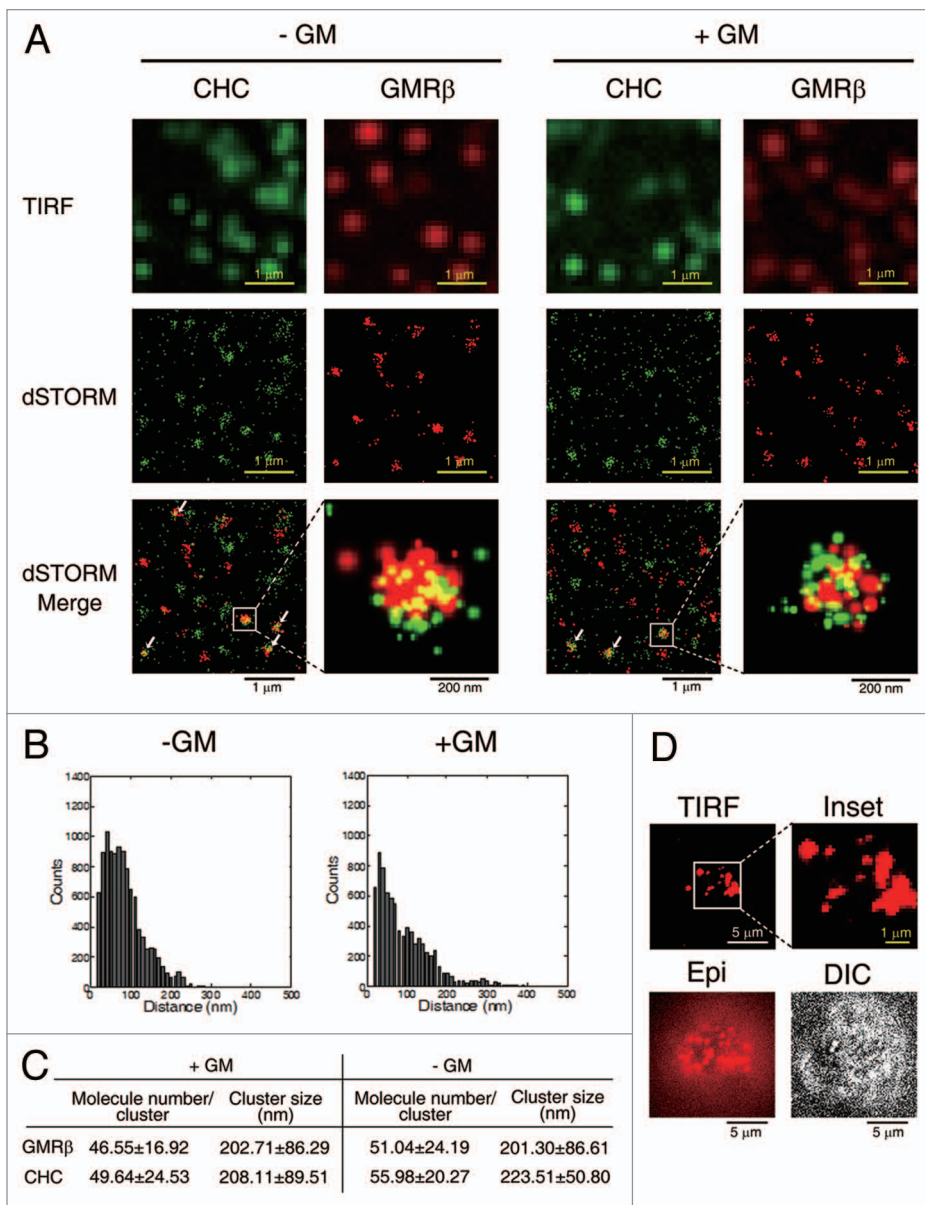 A
- GM
+ GM
CHC
GMRβ
CHC
GMRβ
TIRF
1 μm
1 μm
1 μm
1 μm
dSTORM
1 μm
1 μm
1 μm
1 μm
dSTORM
Merge
1 μm
200 nm
1 μm
200 nm
B
-GM
+GM
1400
1200
1000
800
600
400
200
0
Counts
0 100 200 300 400 500
Distance (nm)
1400
1200
1000
800
600
400
200
0
Counts
0 100 200 300 400 500
Distance (nm)
C
+ GM
- GM
Molecule number/
cluster
Cluster size
(nm)
Molecule number/
cluster
Cluster size
(nm)
GMRβ 46.55±16.92 202.71±86.29 51.04±24.19 201.30±86.61
CHC 49.64±24.53 208.11±89.51 55.98±20.27 223.51±50.80
D
TIRF
Inset
5 μm
1 μm
Epi
DIC
5 μm
5 μm